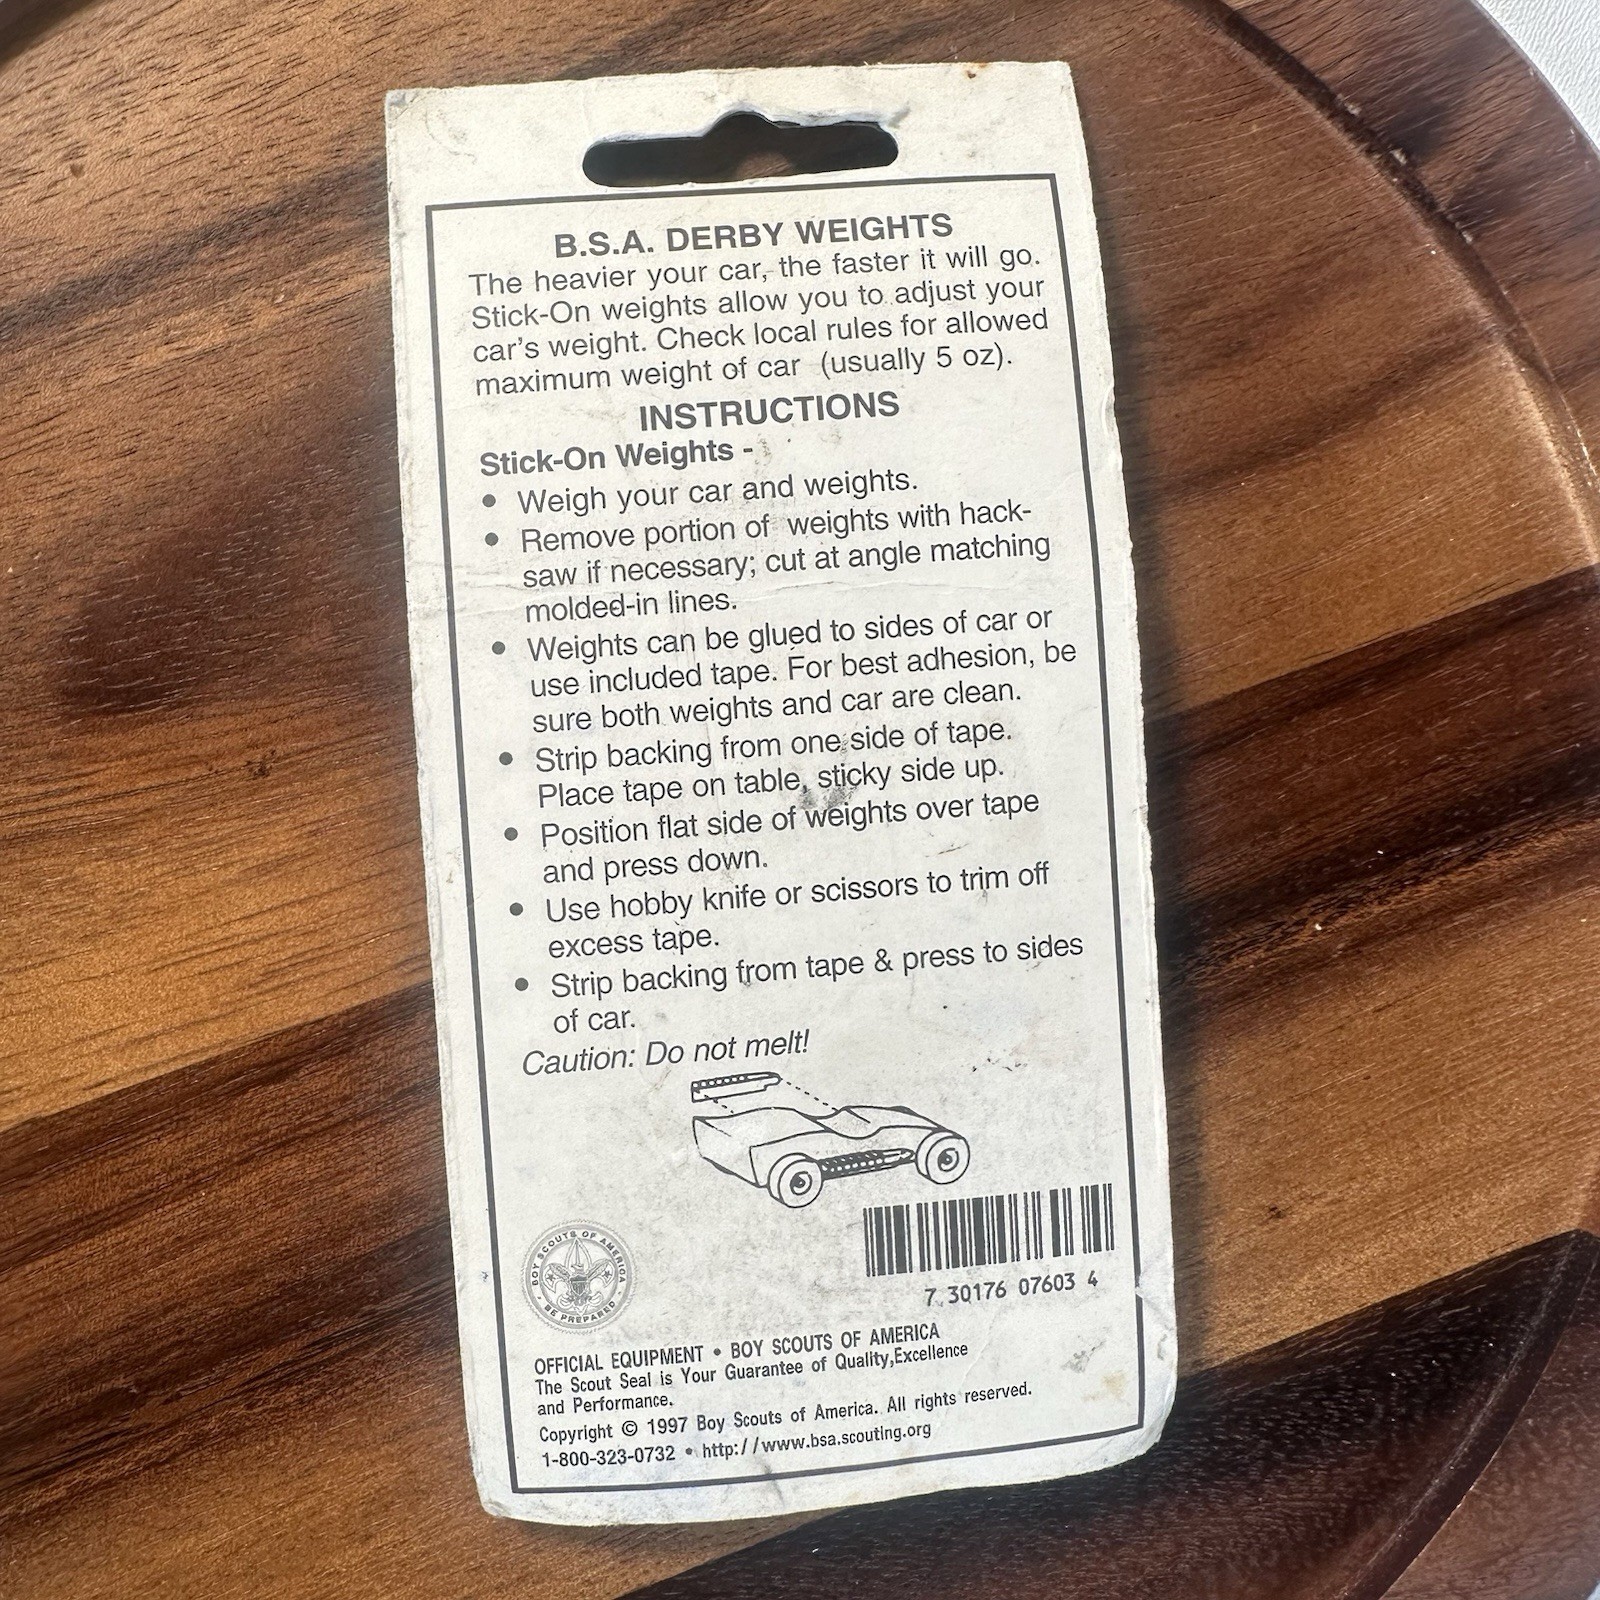 B.S.A. DERBY WEIGHTS
The heavier your car, the faster it will go.
Stick-On weights allow you to adjust your
car's weight. Check local rules for allowed
maximum weight of car (usually 5 oz).
INSTRUCTIONS
Stick-On Weights -
• Weigh your car and weights.
• Remove portion of weights with hack-
saw if necessary; cut at angle matching
molded-in lines.
• Weights can be glued to sides of car or
use included tape. For best adhesion, be
sure both weights and car are clean.
• Strip backing from one side of tape.
Place tape on table, sticky side up.
• Position flat side of weights over tape
and press down.
• Use hobby knife or scissors to trim off
excess tape.
• Strip backing from tape & press to sides
of car.
Caution: Do not melt!
7 30176 07603 4
BOY SCOUTS OF AMERICA
BE PREPARED
OFFICIAL EQUIPMENT • BOY SCOUTS OF AMERICA
The Scout Seal is Your Guarantee of Quality,Excellence
and Performance.
Copyright © 1997 Boy Scouts of America. All rights reserved.
1-800-323-0732 • http://www.bsa.scouting.org